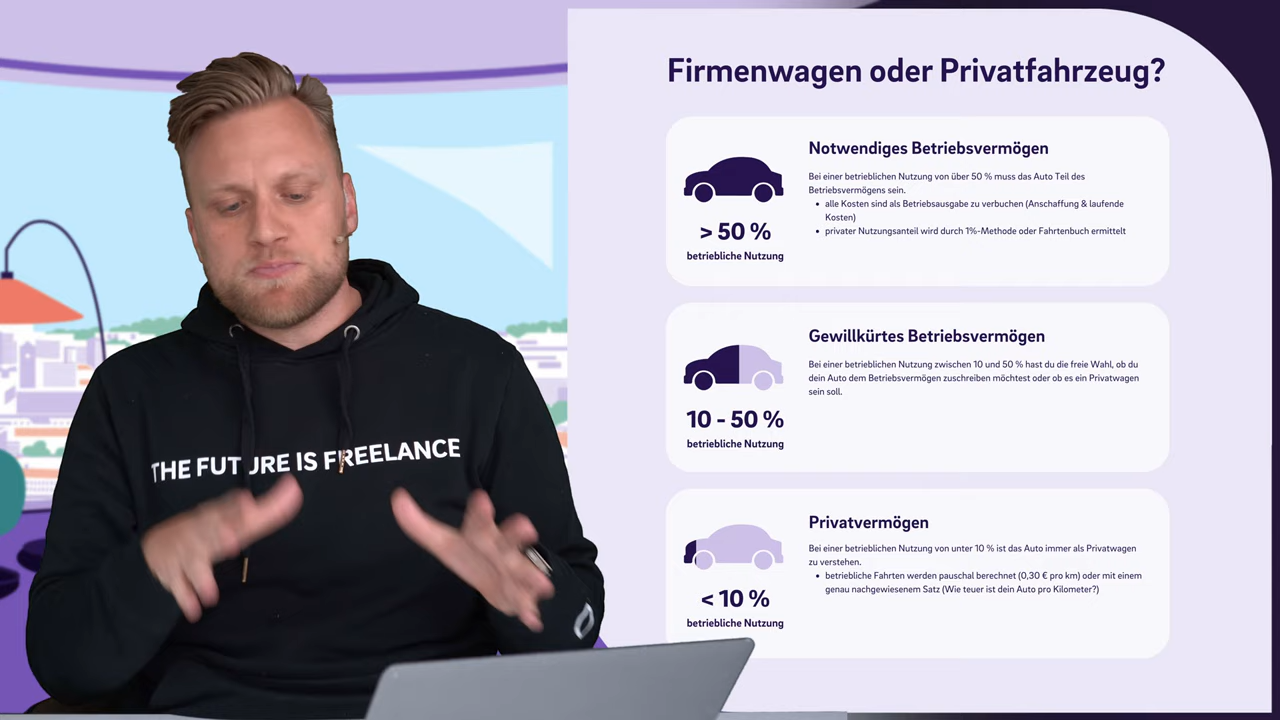 Firmenwagen oder Privatfahrzeug?
Notwendiges Betriebsvermögen
Bei einer betrieblichen Nutzung von über 50 % muss das Auto Teil des
Betriebsvermögens sein.
• alle Kosten sind als Betriebsausgabe zu verbuchen (Anschaffung & laufende
Kosten)
• privater Nutzungsanteil wird durch 1%-Methode oder Fahrtenbuch ermittelt
> 50 %
betriebliche Nutzung
Gewillkürtes Betriebsvermögen
Bei einer betrieblichen Nutzung zwischen 10 und 50 % hast du die freie Wahl, ob du
dein Auto dem Betriebsvermögen zuschreiben möchtest oder ob es ein Privatwagen
sein soll.
10 - 50 %
betriebliche Nutzung
Privatvermögen
Bei einer betrieblichen Nutzung von unter 10 % ist das Auto immer als Privatwagen
zu verstehen.
• betriebliche Fahrten werden pauschal berechnet (0,30 € pro km) oder mit einem
genau nachgewiesenem Satz (Wie teuer ist dein Auto pro Kilometer?)
< 10 %
betriebliche Nutzung
THE FUTURE IS FREELANCE